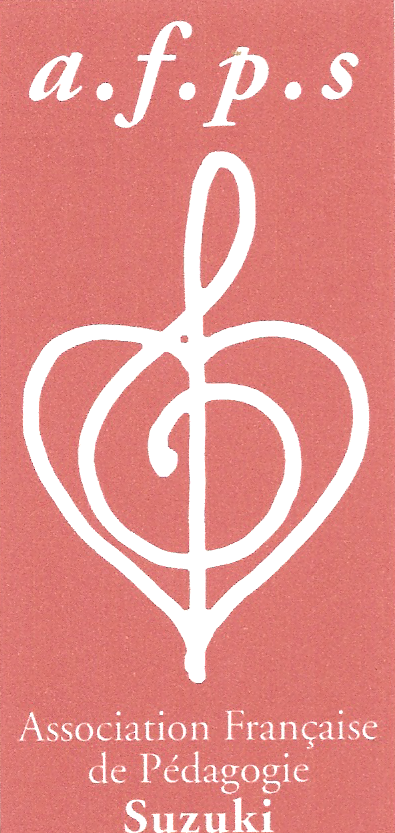 a.f.p.s
Association Française
de Pédagogie
Suzuki